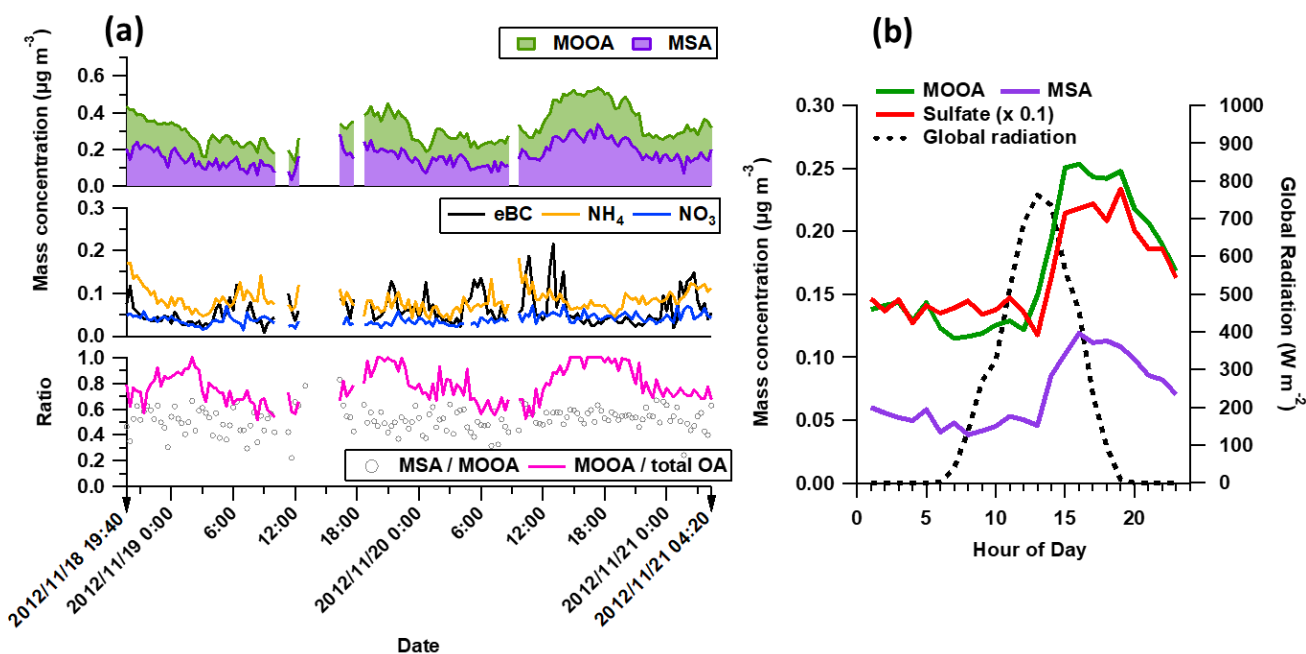 (a)
MOOA MSA
Mass concentration (µg m-3)
0.6
0.4
0.2
0.0
eBC NH4 NO3
0.3
0.2
0.1
0.0
Ratio
1.0
0.8
0.6
0.4
0.2
0.0
MSA / MOOA MOOA / total OA
2012/11/18 19:40
2012/11/19 0:00
6:00
12:00
18:00
2012/11/20 0:00
6:00
12:00
18:00
2012/11/21 0:00
2012/11/21 04:20
Date
(b)
MOOA MSA
Sulfate (x 0.1)
Global radiation
Mass concentration (µg m-3)
0.30
0.25
0.20
0.15
0.10
0.05
0.00
1000
900
800
700
600
500
400
300
200
100
0
Global Radiation (W m-2)
0 5 10 15 20
Hour of Day